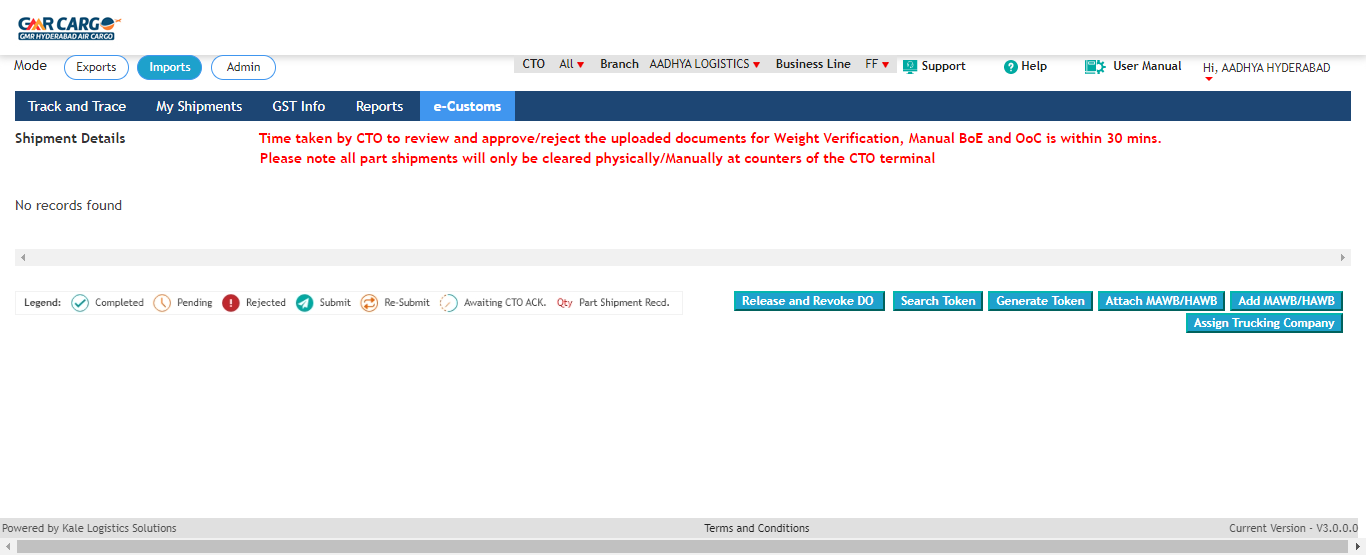 GMR CARGO
GMR HYDERABAD AIR CARGO
Mode Exports Imports Admin CTO All Branch AADHYA LOGISTICS Business Line FF Support Help User Manual Hi, AADHYA HYDERABAD
Track and Trace My Shipments GST Info Reports e-Customs
Shipment Details Time taken by CTO to review and approve/reject the uploaded documents for Weight Verification, Manual BoE and OoC is within 30 mins.
Please note all part shipments will only be cleared physically/Manually at counters of the CTO terminal
No records found
Legend: Completed Pending Rejected Submit Re-Submit Awaiting CTO ACK. Qty Part Shipment Recd. Release and Revoke DO Search Token Generate Token Attach MAWB/HAWB Add MAWB/HAWB
Assign Trucking Company
Powered by Kale Logistics Solutions Terms and Conditions Current Version - V3.0.0.0